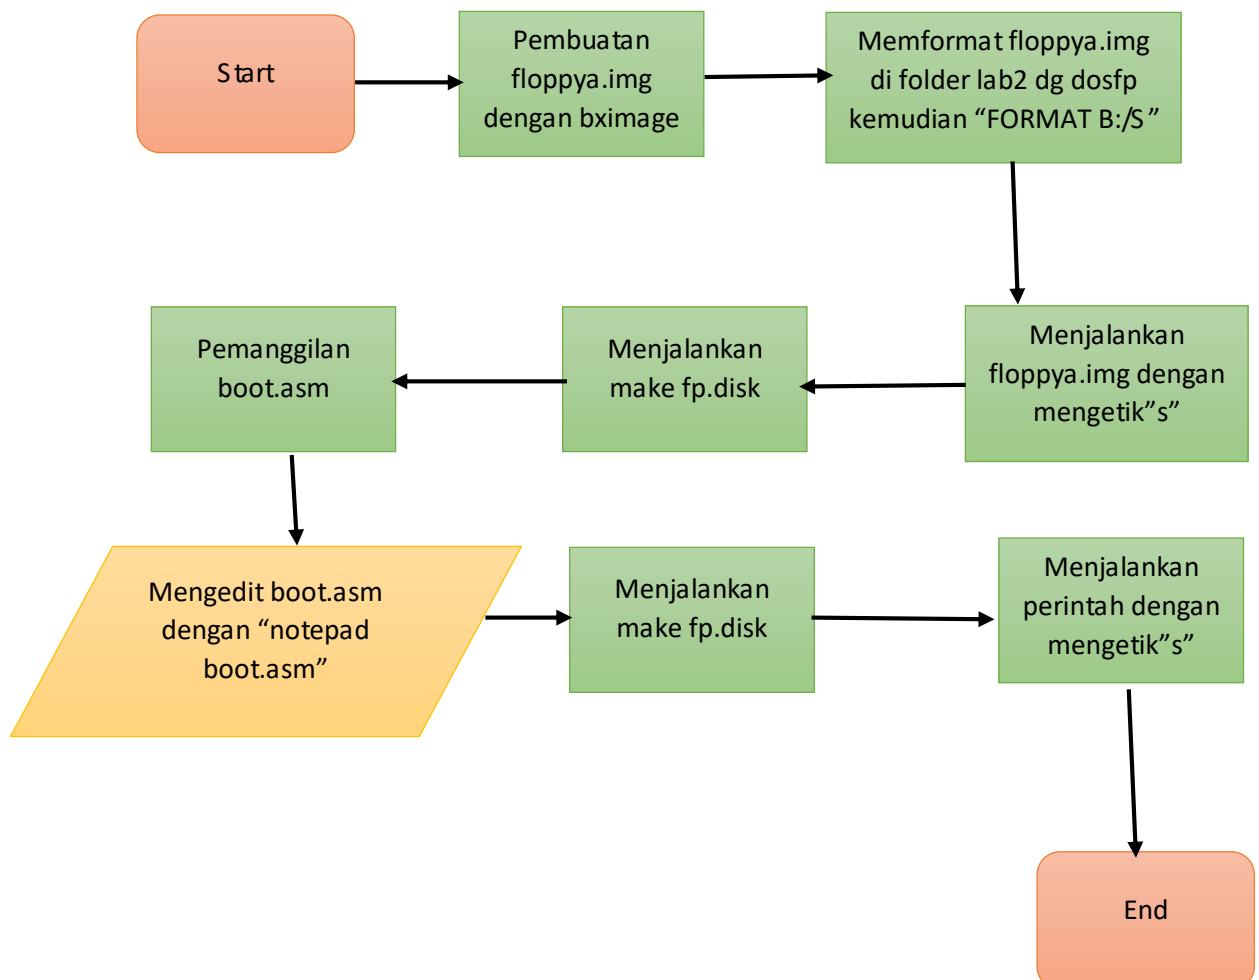 Start
Pembuatan
floppya.img
dengan bximage
Memformat floppya.img
di folder lab2 dg dosfp
kemudian “FORMAT B:/S”
Menjalankan
floppya.img dengan
mengetik”s”
Menjalankan
make fp.disk
Pemanggilan
boot.asm
Mengedit boot.asm
dengan “notepad
boot.asm”
Menjalankan
make fp.disk
Menjalankan
perintah dengan
mengetik”s”
End